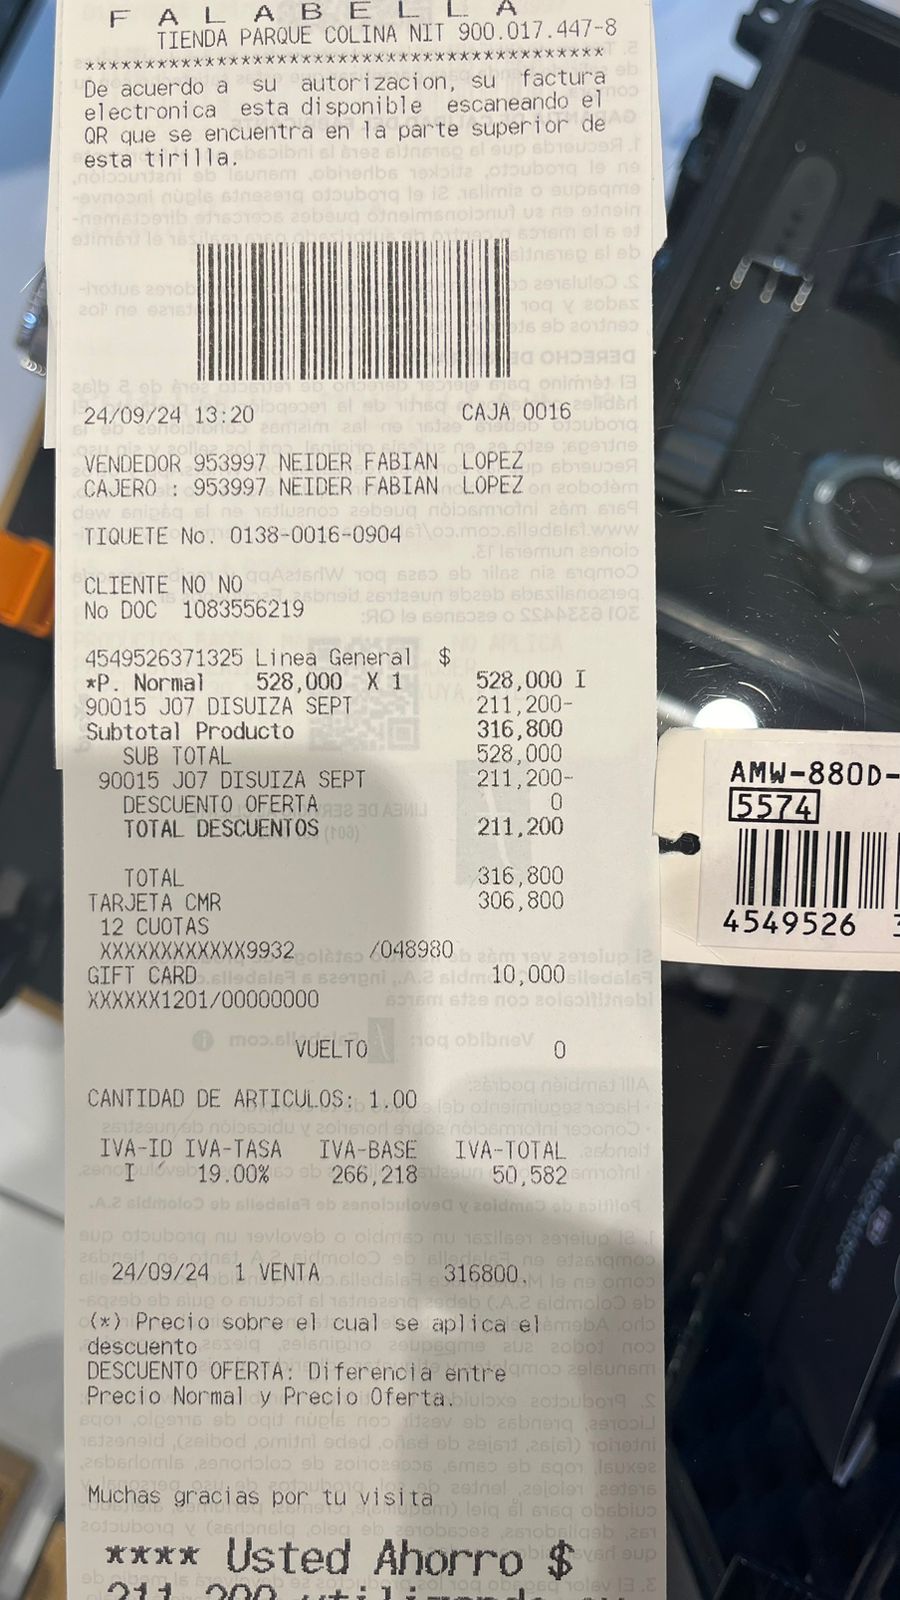 FALABELLA
TIENDA PARQUE COLINA NIT 900.017.447-8
*******************************************
De acuerdo a su autorizacion, su factura
electronica esta disponible escaneando el
QR que se encuentra en la parte superior de
esta tirilla.
24/09/24 13:20 CAJA 0016
VENDEDOR 953997 NEIDER FABIAN LOPEZ
CAJERO : 953997 NEIDER FABIAN LOPEZ
TIQUETE No. 0138-0016-0904
CLIENTE NO NO
No DOC 1083556219
4549526371325 Linea General $
*P. Normal 528,000 X 1 528,000 I
90015 J07 DISUIZA SEPT 211,200-
Subtotal Producto 316,800
SUB TOTAL 528,000
90015 J07 DISUIZA SEPT 211,200-
DESCUENTO OFERTA 0
TOTAL DESCUENTOS 211,200
TOTAL 316,800
TARJETA CMR 306,800
12 CUOTAS
XXXXXXXXXXXX9932 /048980
GIFT CARD 10,000
XXXXXX1201/00000000
VUELTO 0
CANTIDAD DE ARTICULOS: 1.00
IVA-ID IVA-TASA IVA-BASE IVA-TOTAL
I 19.00% 266,218 50,582
24/09/24 1 VENTA 316800.
(*) Precio sobre el cual se aplica el
descuento
DESCUENTO OFERTA: Diferencia entre
Precio Normal y Precio Oferta.
Muchas gracias por tu visita
**** Usted Ahorro $
211,200 utilizando su
AMW-880D-
5574
4549526 3